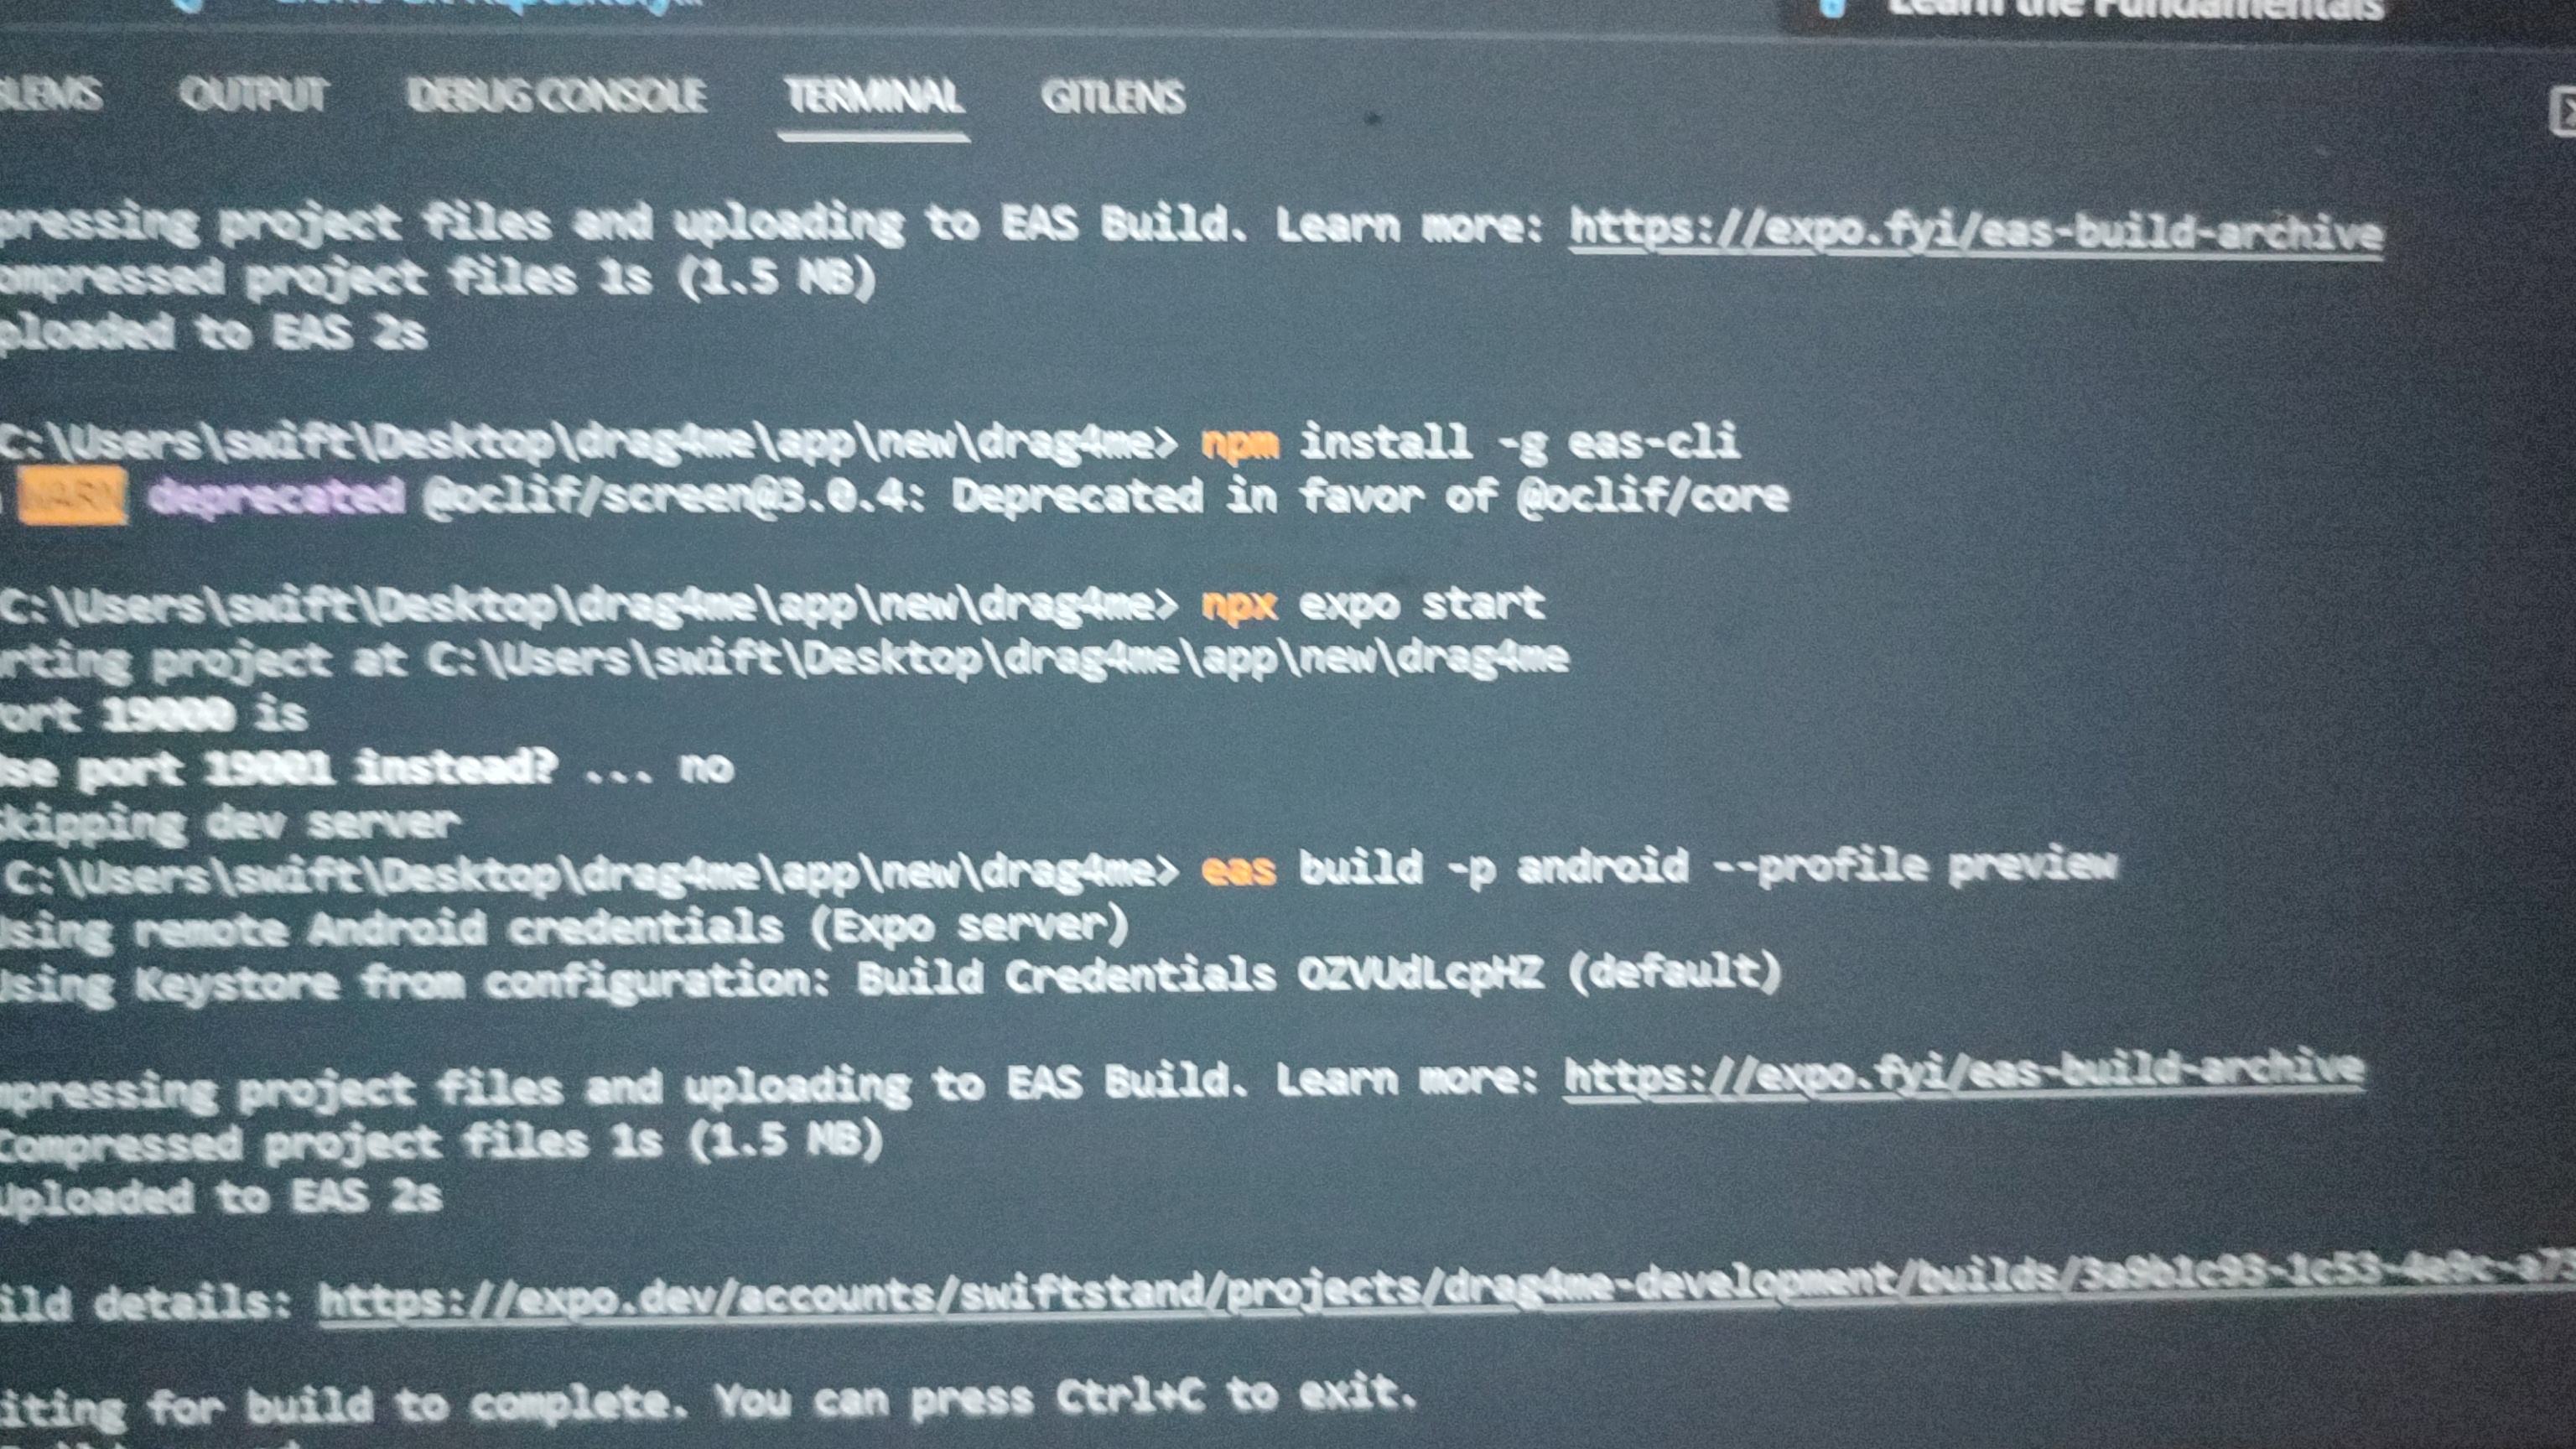 Learn the Fundamentals
LEMS OUTPUT DEBUG CONSOLE TERMINAL GITLENS
pressing project files and uploading to EAS Build. Learn more: https://expo.fyi/eas-build-archive
ompressed project files 1s (1.5 MB)
ploaded to EAS 2s
C:\Users\swift\Desktop\drag4me\app\new\drag4me> npm install -g eas-cli
WARN deprecated @oclif/screen@3.0.4: Deprecated in favor of @oclif/core
C:\Users\swift\Desktop\drag4me\app\new\drag4me> npx expo start
rting project at C:\Users\swift\Desktop\drag4me\app\new\drag4me
ort 19000 is
se port 19001 instead? ... no
Skipping dev server
C:\Users\swift\Desktop\drag4me\app\new\drag4me> eas build -p android --profile preview
Using remote Android credentials (Expo server)
Using Keystore from configuration: Build Credentials OZVUdLcpHZ (default)
mpressing project files and uploading to EAS Build. Learn more: https://expo.fyi/eas-build-archive
Compressed project files 1s (1.5 MB)
Uploaded to EAS 2s
ild details: https://expo.dev/accounts/swiftstand/projects/drag4me-development/builds/3a9b1c93-1c53-4e9c-a75
iting for build to complete. You can press Ctrl+C to exit.